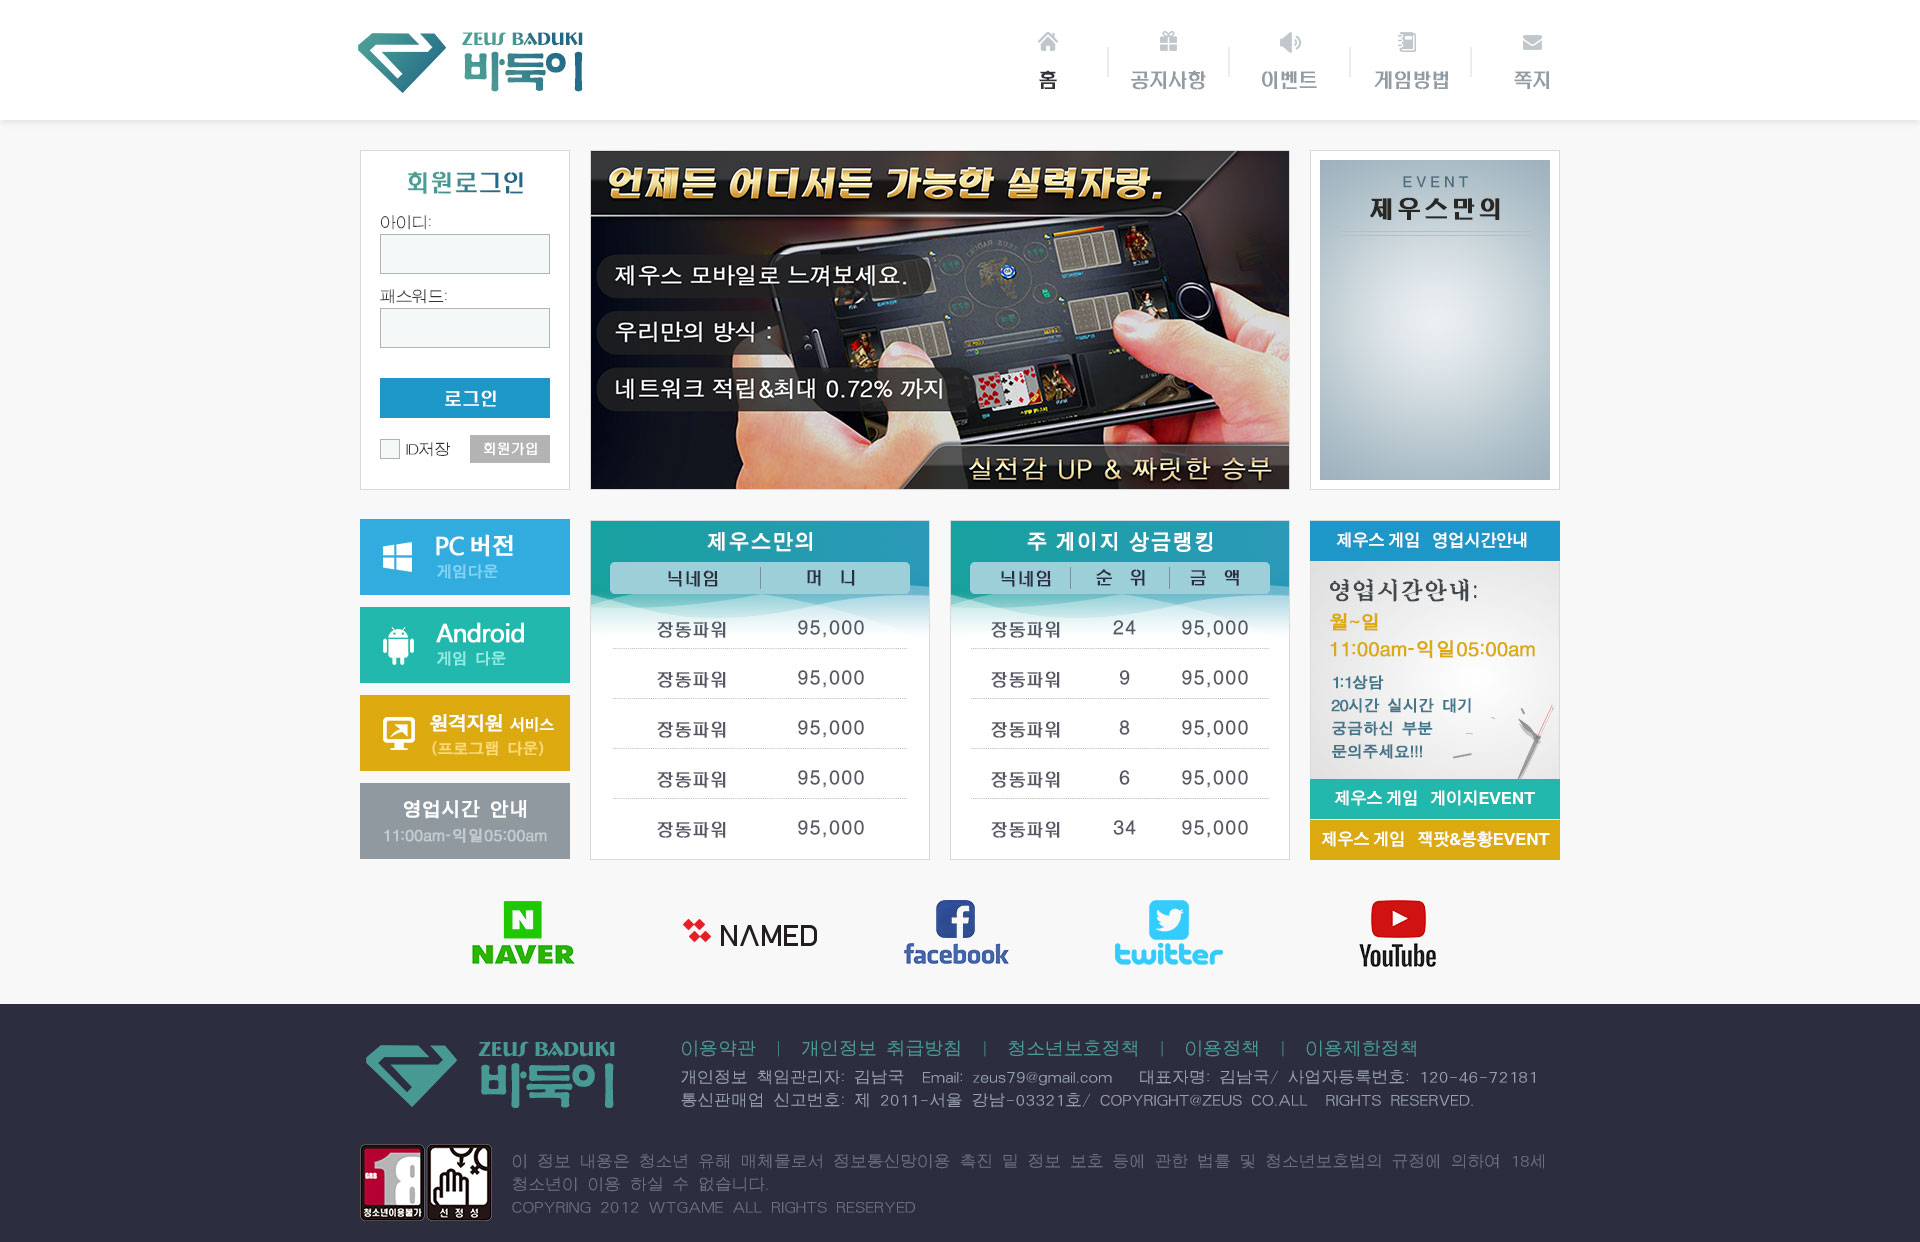 ZEUS BADUKI
바둑이
홈
공지사항
이벤트
게임방법
쪽지
회원로그인
아이디:
패스워드:
로그인
ID저장
회원가입
언제든 어디서든 가능한 실력자랑.
제우스 모바일로 느껴보세요.
우리만의 방식 :
네트워크 적립&최대 0.72% 까지
실전감 UP & 짜릿한 승부
EVENT
제우스만의
PC 버전
게임다운
Android
게임 다운
원격지원 서비스
(프로그램 다운)
영업시간 안내
11:00am-익일05:00am
제우스만의
닉네임 머 니
장동파워 95,000
장동파워 95,000
장동파워 95,000
장동파워 95,000
장동파워 95,000
주 게이지 상금랭킹
닉네임 순 위 금 액
장동파워 24 95,000
장동파워 9 95,000
장동파워 8 95,000
장동파워 6 95,000
장동파워 34 95,000
제우스 게임 영업시간안내
영업시간안내:
월~일
11:00am-익일05:00am
1:1상담
20시간 실시간 대기
궁금하신 부분
문의주세요!!!
제우스 게임 게이지EVENT
제우스 게임 잭팟&봉황EVENT
N
NAVER
NAMED
facebook
twitter
YouTube
ZEUS BADUKI
바둑이
이용약관 | 개인정보 취급방침 | 청소년보호정책 | 이용정책 | 이용제한정책
개인정보 책임관리자: 김남국 Email: zeus79@gmail.com 대표자명: 김남국/ 사업자등록번호: 120-46-72181
통신판매업 신고번호: 제 2011-서울 강남-03321호/ COPYRIGHT@ZEUS CO.ALL RIGHTS RESERVED.
GRB
18
청소년이용불가
선정성
이 정보 내용은 청소년 유해 매체물로서 정보통신망이용 촉진 밑 정보 보호 등에 관한 법률 및 청소년보호법의 규정에 의하여 18세
청소년이 이용 하실 수 없습니다.
COPYRING 2012 WTGAME ALL RIGHTS RESERYED